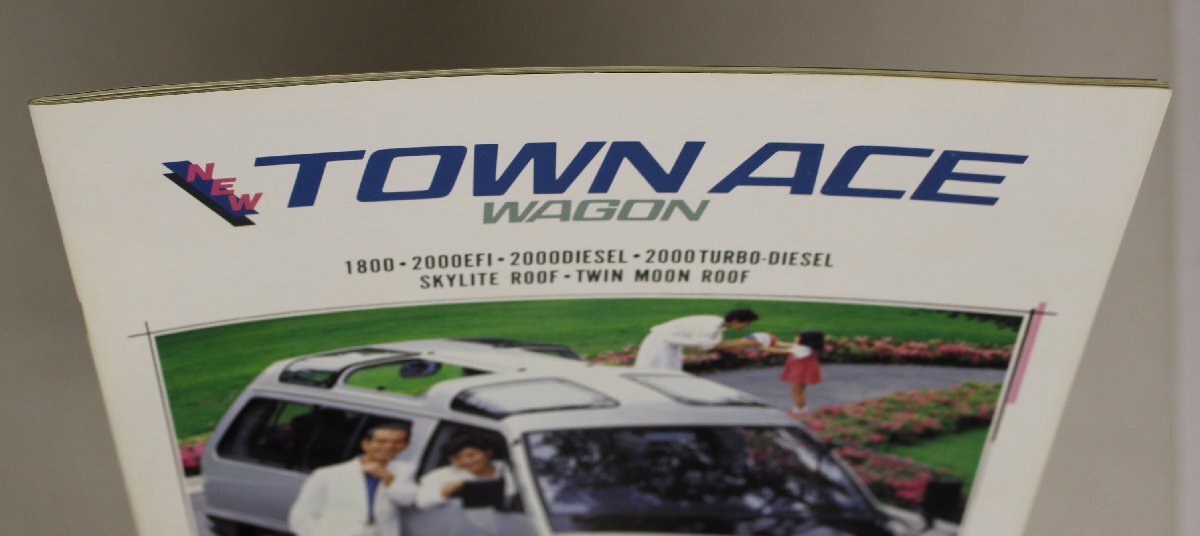 NEW TOWN ACE
WAGON
1800・2000EFI・2000DIESEL・2000TURBO-DIESEL
SKYLITE ROOF・TWIN MOON ROOF